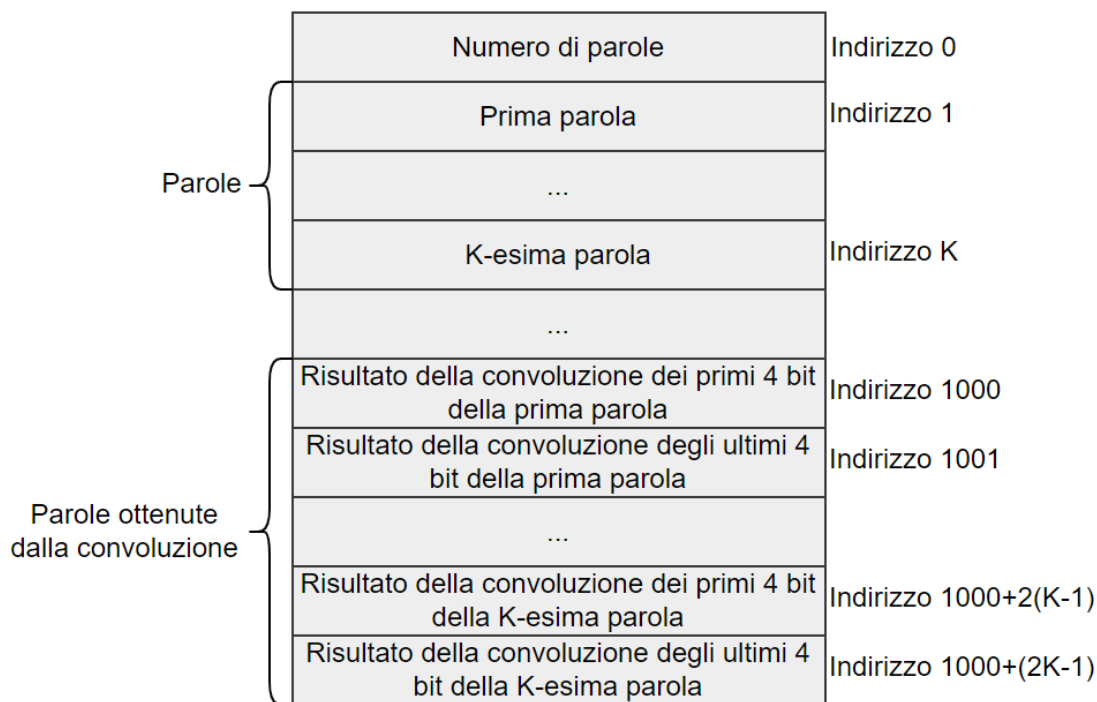 Numero di parole
Indirizzo 0
Prima parola
Indirizzo 1
Parole
...
K-esima parola
Indirizzo K
...
Risultato della convoluzione dei primi 4 bit
della prima parola
Indirizzo 1000
Risultato della convoluzione degli ultimi 4
bit della prima parola
Indirizzo 1001
Parole ottenute
dalla convoluzione
...
Risultato della convoluzione dei primi 4 bit
della K-esima parola
Indirizzo 1000+2(K-1)
Risultato della convoluzione degli ultimi 4
bit della K-esima parola
Indirizzo 1000+(2K-1)